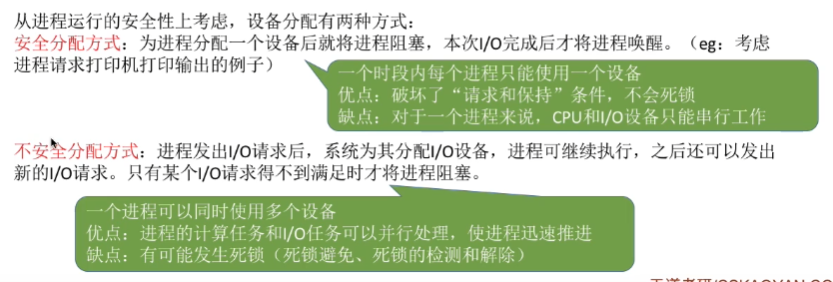 从进程运行的安全性上考虑，设备分配有两种方式：
安全分配方式：为进程分配一个设备后就将进程阻塞，本次I/O完成后才将进程唤醒。（eg：考虑
进程请求打印机打印输出的例子）
一个时段内每个进程只能使用一个设备
优点：破坏了“请求和保持”条件，不会死锁
缺点：对于一个进程来说，CPU和I/O设备只能串行工作
不安全分配方式：进程发出I/O请求后，系统为其分配I/O设备，进程可继续执行，之后还可以发出
新的I/O请求。只有某个I/O请求得不到满足时才将进程阻塞。
一个进程可以同时使用多个设备
优点：进程的计算任务和I/O任务可以并行处理，使进程迅速推进
缺点：有可能发生死锁（死锁避免、死锁的检测和解除）